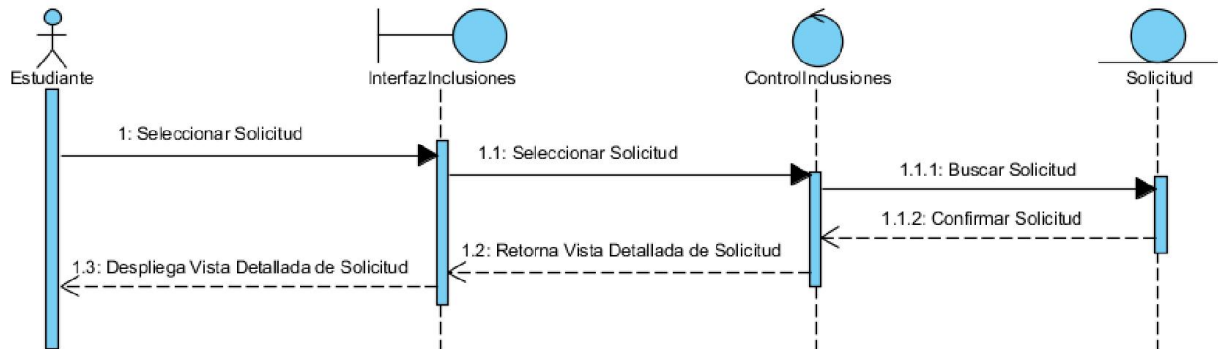 Estudiante
InterfazInclusiones
ControlInclusiones
Solicitud
1: Seleccionar Solicitud
1.1: Seleccionar Solicitud
1.1.1: Buscar Solicitud
1.1.2: Confirmar Solicitud
1.2: Retorna Vista Detallada de Solicitud
1.3: Despliega Vista Detallada de Solicitud